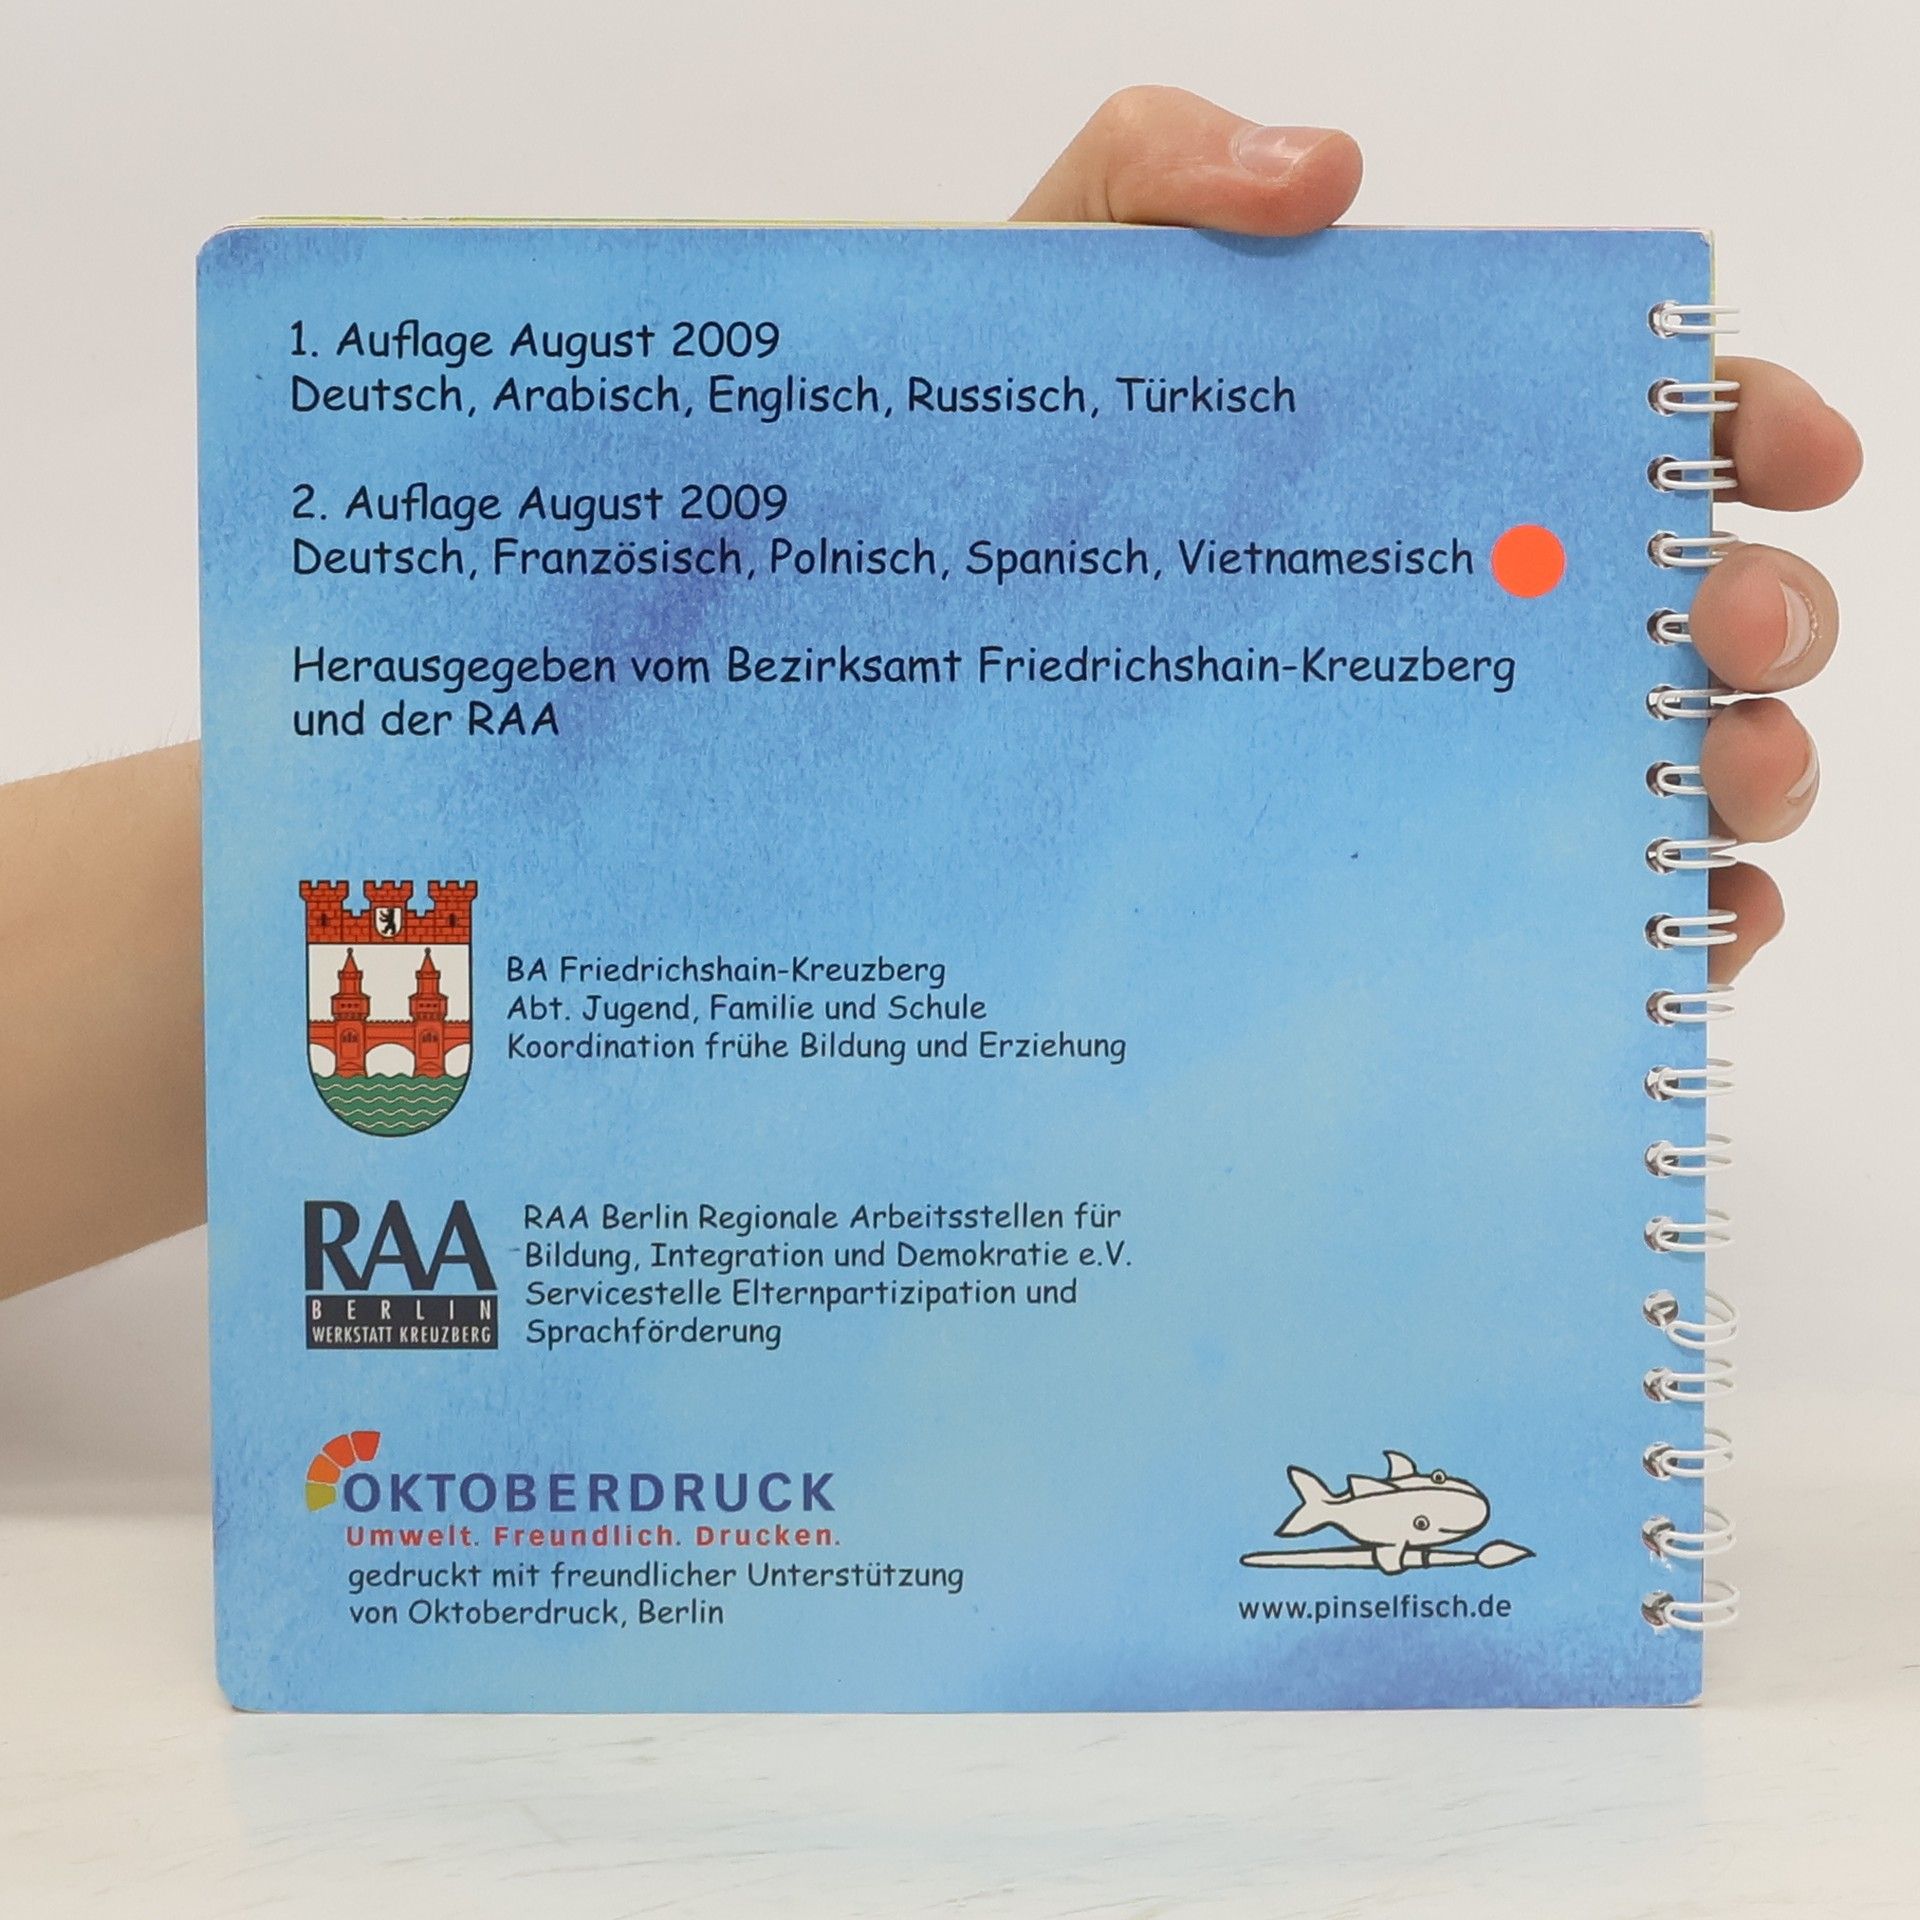 1. Auflage August 2009
Deutsch, Arabisch, Englisch, Russisch, Türkisch
2. Auflage August 2009
Deutsch, Französisch, Polnisch, Spanisch, Vietnamesisch
Herausgegeben vom Bezirksamt Friedrichshain-Kreuzberg
und der RAA
BA Friedrichshain-Kreuzberg
Abt. Jugend, Familie und Schule
Koordination frühe Bildung und Erziehung
RAA
BERLIN
WERKSTATT KREUZBERG
RAA Berlin Regionale Arbeitsstellen für
Bildung, Integration und Demokratie e.V.
Servicestelle Elternpartizipation und
Sprachförderung
OKTOBERDRUCK
Umwelt. Freundlich. Drucken.
gedruckt mit freundlicher Unterstützung
von Oktoberdruck, Berlin
www.pinselfisch.de